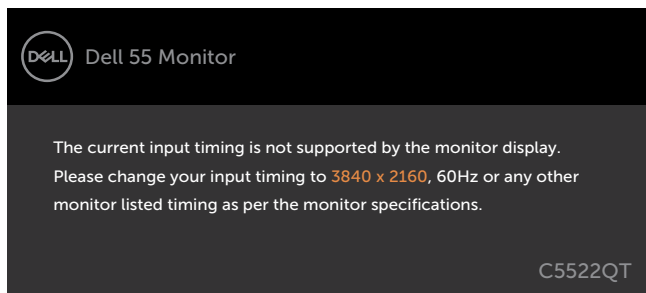 DELL Dell 55 Monitor
The current input timing is not supported by the monitor display.
Please change your input timing to 3840 x 2160, 60Hz or any other
monitor listed timing as per the monitor specifications.
C5522QT